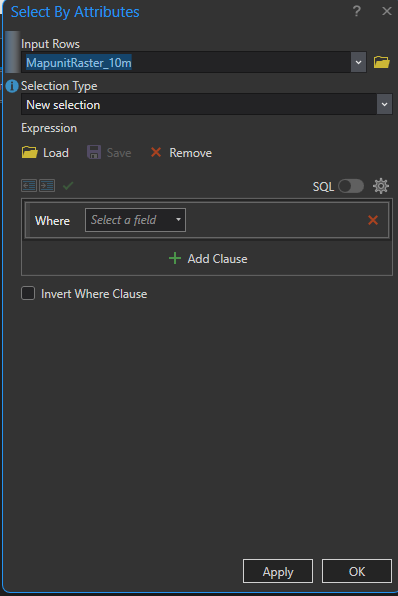 Select By Attributes ? ×
Input Rows
MapunitRaster_10m
Selection Type
New selection
Expression
Load Save × Remove
SQL
Where Select a field ×
+ Add Clause
Invert Where Clause
Apply OK